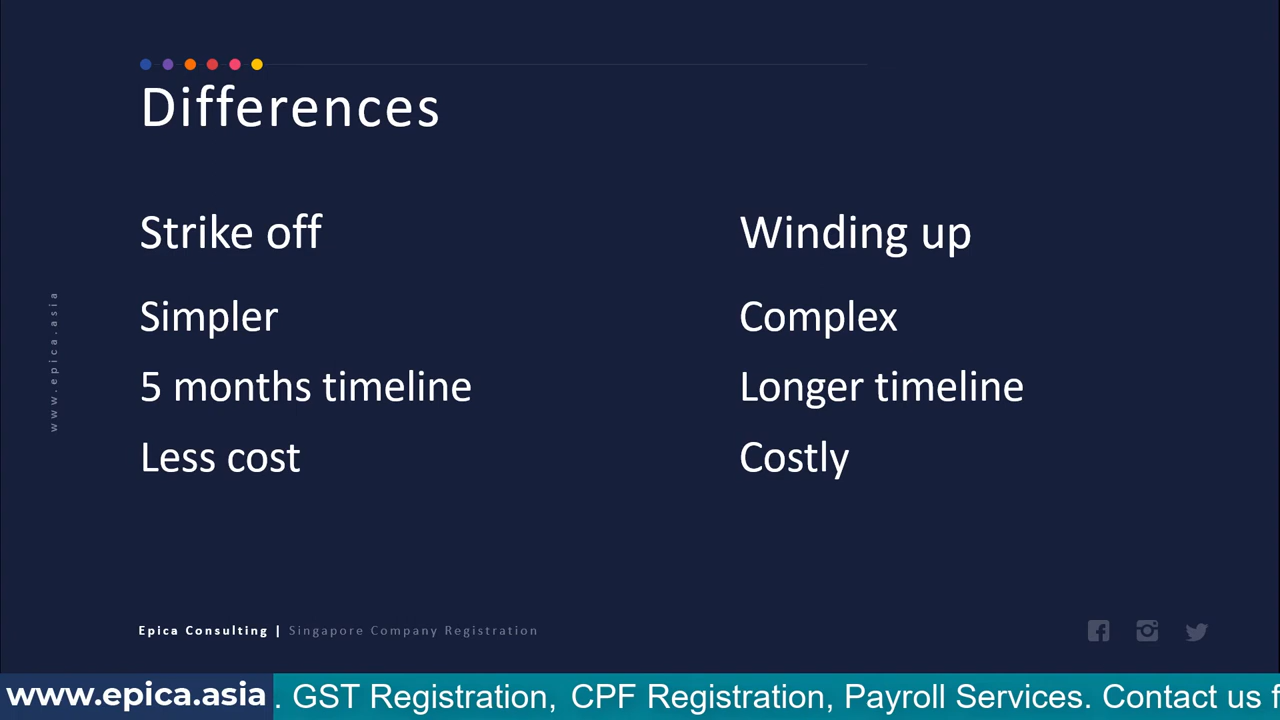 Differences
Strike off
Simpler
5 months timeline
Less cost
Winding up
Complex
Longer timeline
Costly
www.epica.asia
Epica Consulting | Singapore Company Registration
www.epica.asia . GST Registration, CPF Registration, Payroll Services. Contact us f